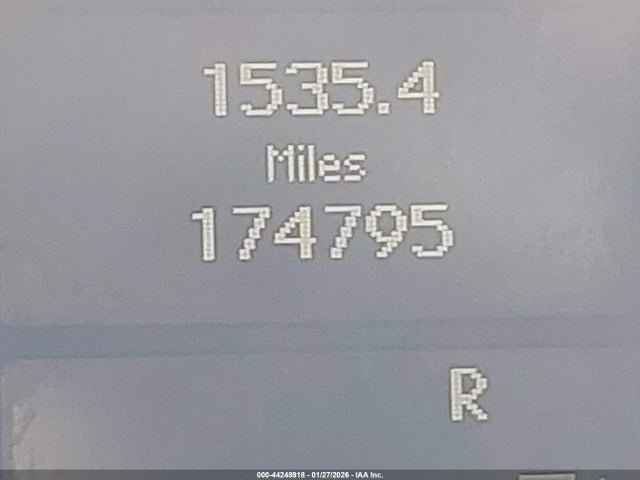 1535.4
Miles
174795
R
000-44248918 - 01/27/2026 - IAA Inc.